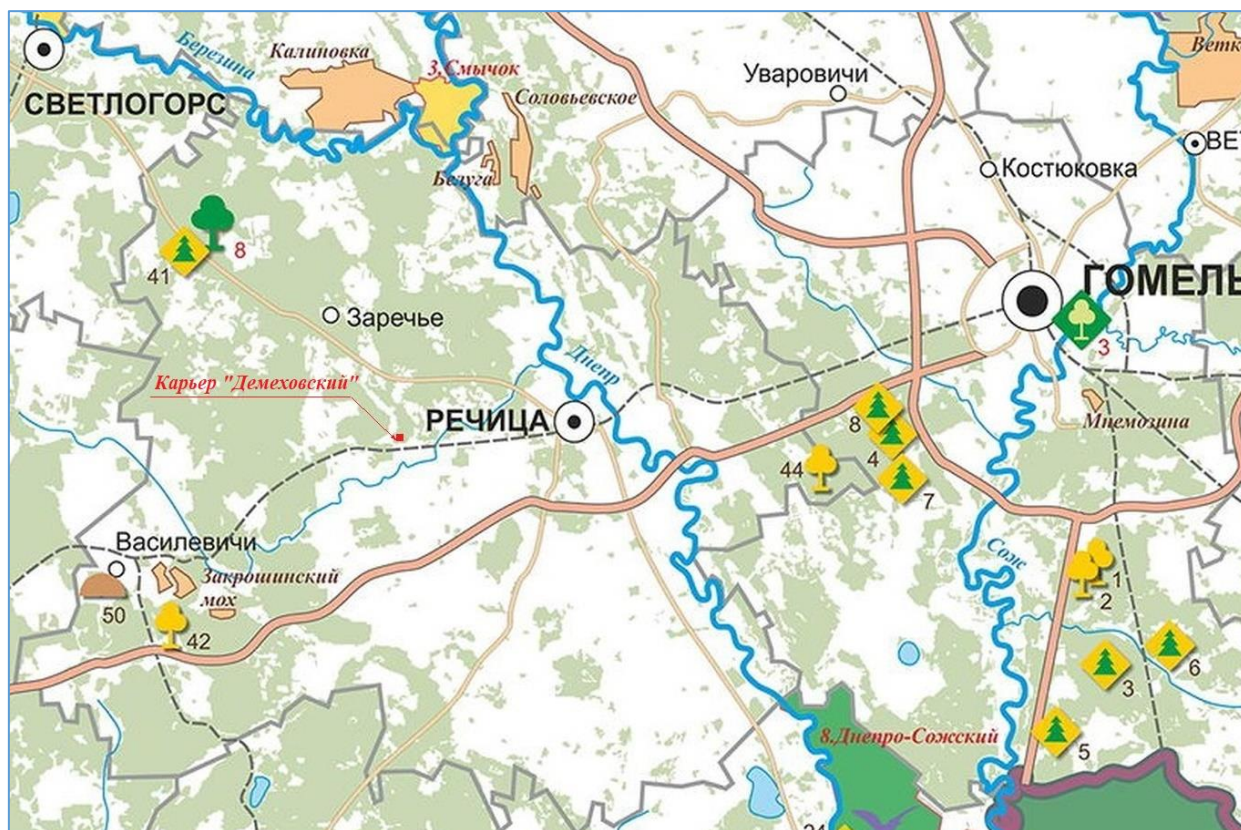 Березина
Калиновка
3.Смычок
Ветк
СВЕТЛОГОРС
Соловьевское
Уваровичи
Белуга
Костюковка
ВЕТ
8
41
ГОМЕЛЬ
3
Заречье
Днепр
Карьер "Демеховский"
РЕЧИЦА
Мнемозина
8
4
44
7
Василевичи
Закрошинский
мох
50
42
Сож
1
2
6
3
8.Днепро-Сожский
5
24